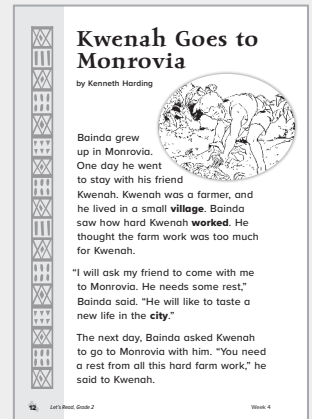 Kwenah Goes to
Monrovia
by Kenneth Harding
Bainda grew
up in Monrovia.
One day he went
to stay with his friend
Kwenah. Kwenah was a farmer, and
he lived in a small village. Bainda
saw how hard Kwenah worked. He
thought the farm work was too much
for Kwenah.
“I will ask my friend to come with me
to Monrovia. He needs some rest,”
Bainda said. “He will like to taste a
new life in the city.”
The next day, Bainda asked Kwenah
to go to Monrovia with him. “You need
a rest from all this hard farm work,” he
said to Kwenah.
12 Let's Read, Grade 2 Week 4